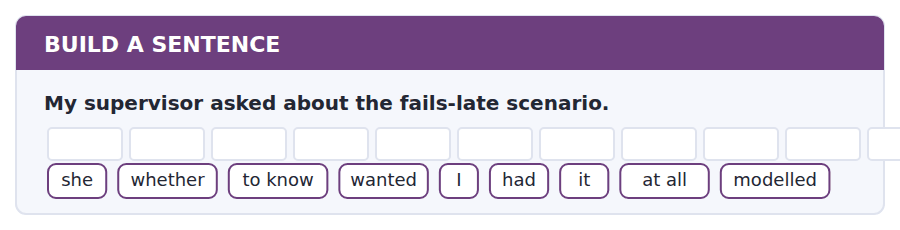 BUILD A SENTENCE
My supervisor asked about the fails-late scenario.
she whether to know wanted I had it at all modelled